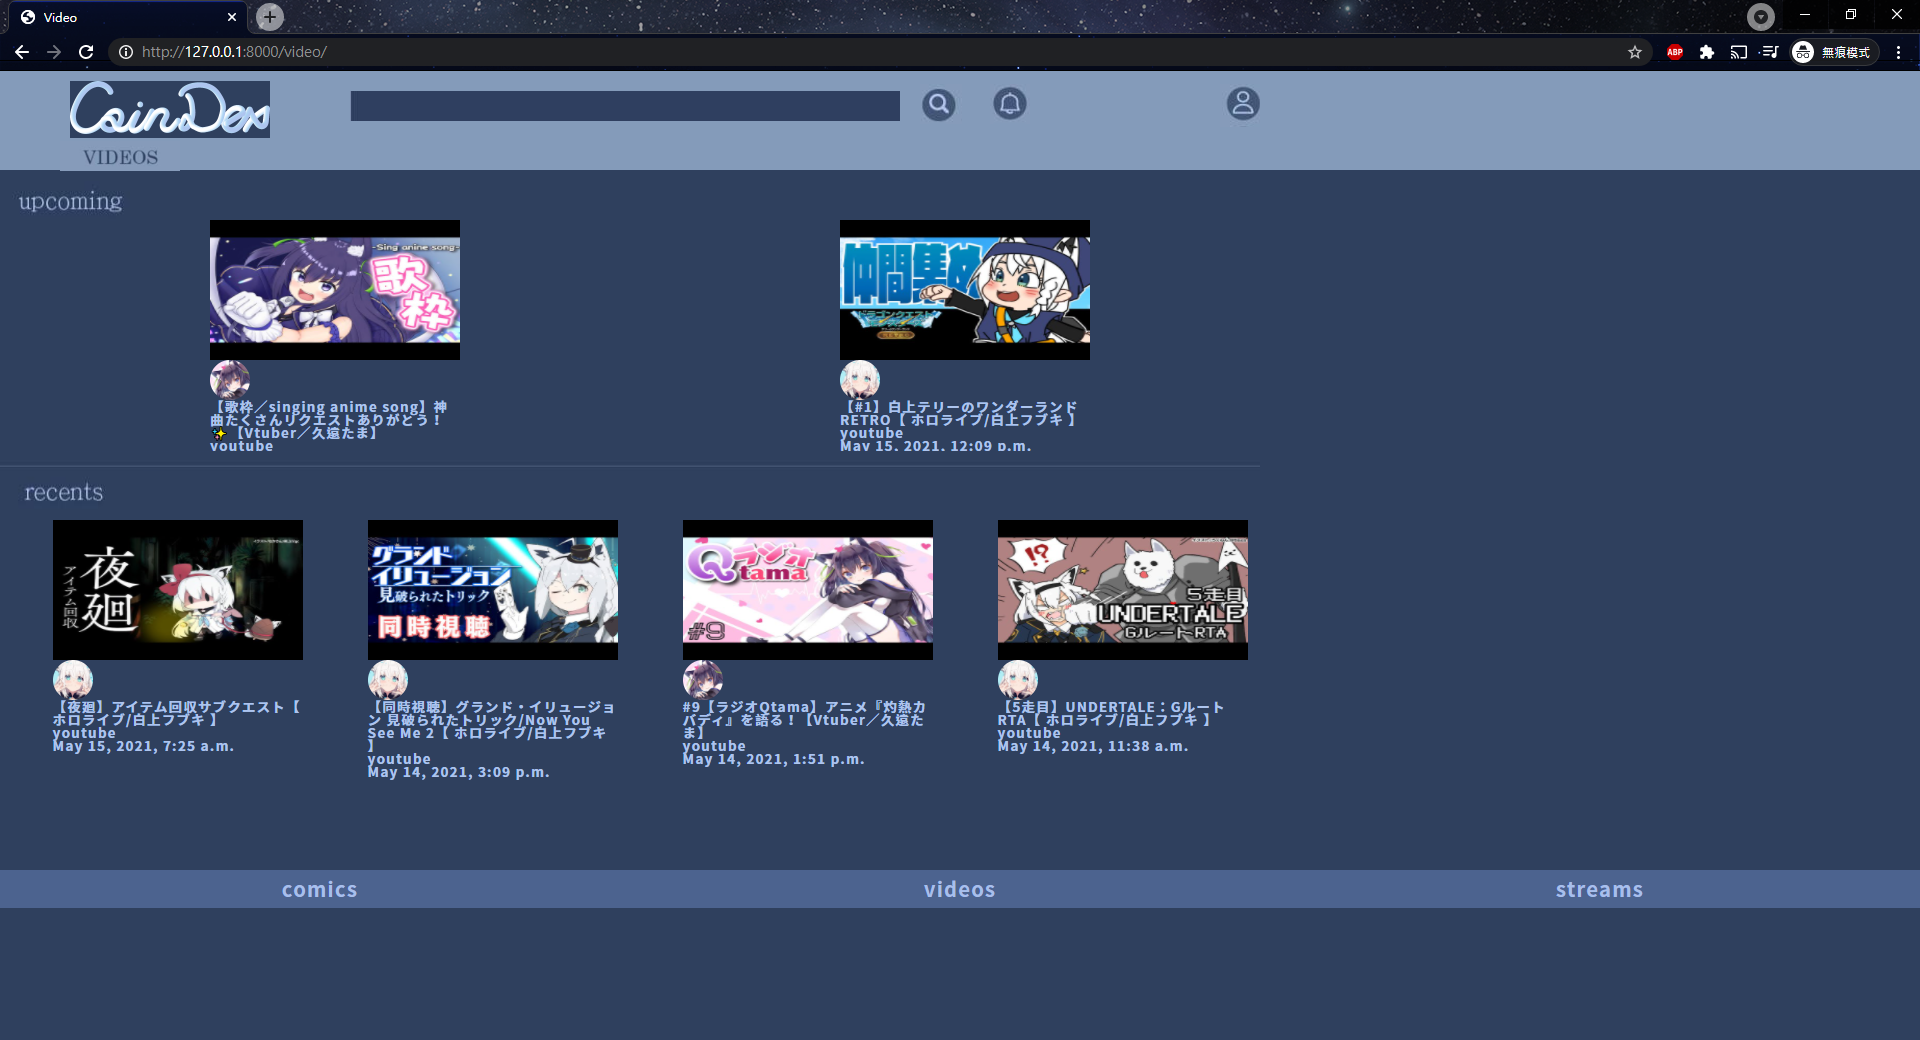 Video
http://127.0.0.1:8000/video/
ABP
無痕模式
CoinDex
VIDEOS
upcoming
-Sing anime song-
歌枠
仲間集め
ドラゴンクエスト
【歌枠／singing anime song】神
曲たくさんリクエストありがとう！
✨【Vtuber／久遠たま】
youtube
【#1】白上テリーのワンダーランド
RETRO【 ホロライブ/白上フブキ 】
youtube
May 15, 2021, 12:09 p.m.
recents
夜廻
アイテム回収
グランド
イリュージョン
見破られたトリック
同時視聴
Qラジオ
tama
#9
!?
5走目
UNDERTALE
GルートRTA
【夜廻】アイテム回収サブクエスト【
ホロライブ/白上フブキ 】
youtube
May 15, 2021, 7:25 a.m.
【同時視聴】グランド・イリュージョ
ン 見破られたトリック/Now You
See Me 2【 ホロライブ/白上フブキ
】
youtube
May 14, 2021, 3:09 p.m.
#9【ラジオQtama】アニメ『灼熱カ
バディ』を語る！【Vtuber／久遠た
ま】
youtube
May 14, 2021, 1:51 p.m.
【5走目】UNDERTALE：Gルート
RTA【 ホロライブ/白上フブキ 】
youtube
May 14, 2021, 11:38 a.m.
comics
videos
streams